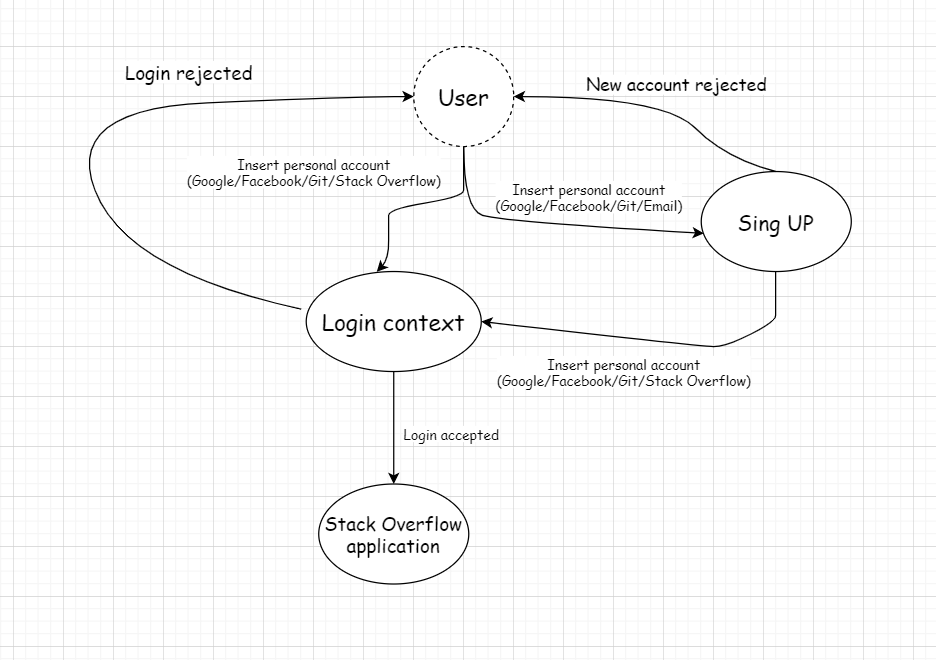 Login rejected
User
New account rejected
Insert personal account
(Google/Facebook/Git/Stack Overflow)
Insert personal account
(Google/Facebook/Git/Email)
Sing UP
Login context
Insert personal account
(Google/Facebook/Git/Stack Overflow)
Login accepted
Stack Overflow
application